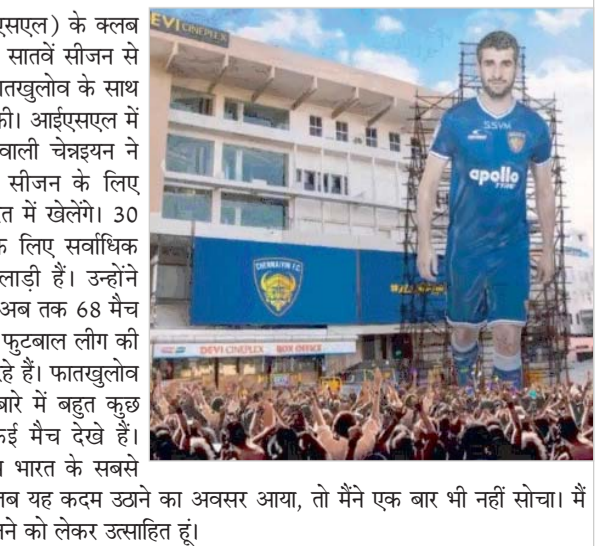 एसएल) के क्लब
सातवें सीजन से
ातखुलोव के साथ
की। आईएसएल में
वाली चेन्नइयन ने
सीजन के लिए
त में खेलेंगे। 30
के लिए सर्वाधिक
लाड़ी हैं। उन्होंने
अब तक 68 मैच
फुटबाल लीग की
रहे हैं। फातखुलोव
बारे में बहुत कुछ
कई मैच देखे हैं।
भारत के सबसे
तब यह कदम उठाने का अवसर आया, तो मैंने एक बार भी नहीं सोचा। मैं
ने को लेकर उत्साहित हूं।
EVI CINEPLEX
SSVM
apollo
TYRES
CHENNAIYIN F.C.
DEVI CINEPLEX BOX OFFICE